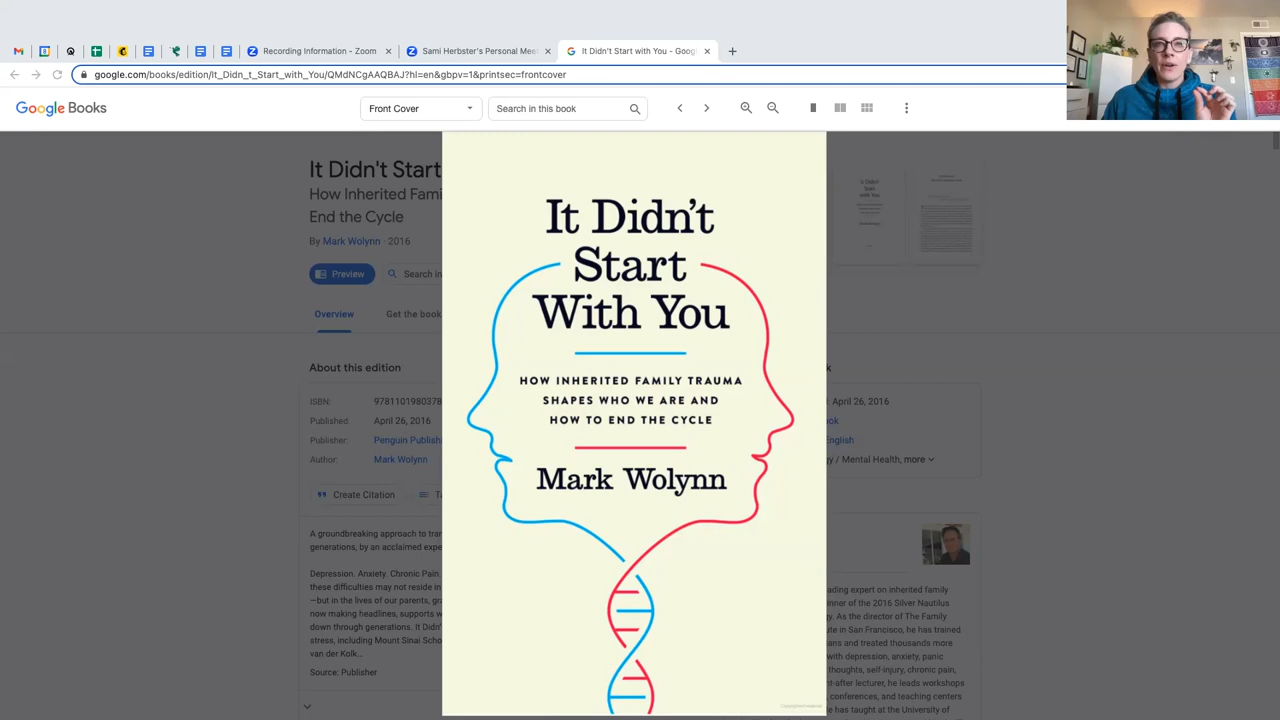 Recording Information - Zoom
Sami Herbster's Personal Mee
It Didn't Start with You - Goog
google.com/books/edition/It_Didn_t_Start_with_You/QMdNCgAAQBAJ?hl=en&gbpv=1&printsec=frontcover
Google Books
Front Cover
Search in this book
It Didn't Start
How Inherited Fami
End the Cycle
By Mark Wolynn · 2016
Preview
Search in
Overview
Get the book
About this edition
ISBN:
9781101980378
Published:
April 26, 2016
Publisher:
Penguin Publish
Author:
Mark Wolynn
Create Citation
A groundbreaking approach to tran
generations, by an acclaimed expe
Depression. Anxiety. Chronic Pain.
these difficulties may not reside in
—but in the lives of our parents, gra
now making headlines, supports w
down through generations. It Didn'
stress, including Mount Sinai Scho
van der Kolk…
Source: Publisher
It Didn't
Start
With You
HOW INHERITED FAMILY TRAUMA
SHAPES WHO WE ARE AND
HOW TO END THE CYCLE
Mark Wolynn
April 26, 2016
English
Mental Health, more
ading expert on inherited family
nner of the 2016 Silver Nautilus
gy. As the director of The Family
ute in San Francisco, he has trained
ians and treated thousands more
with depression, anxiety, panic
thoughts, self-injury, chronic pain,
nt-after lecturer, he leads workshops
conferences, and teaching centers
e has taught at the University of